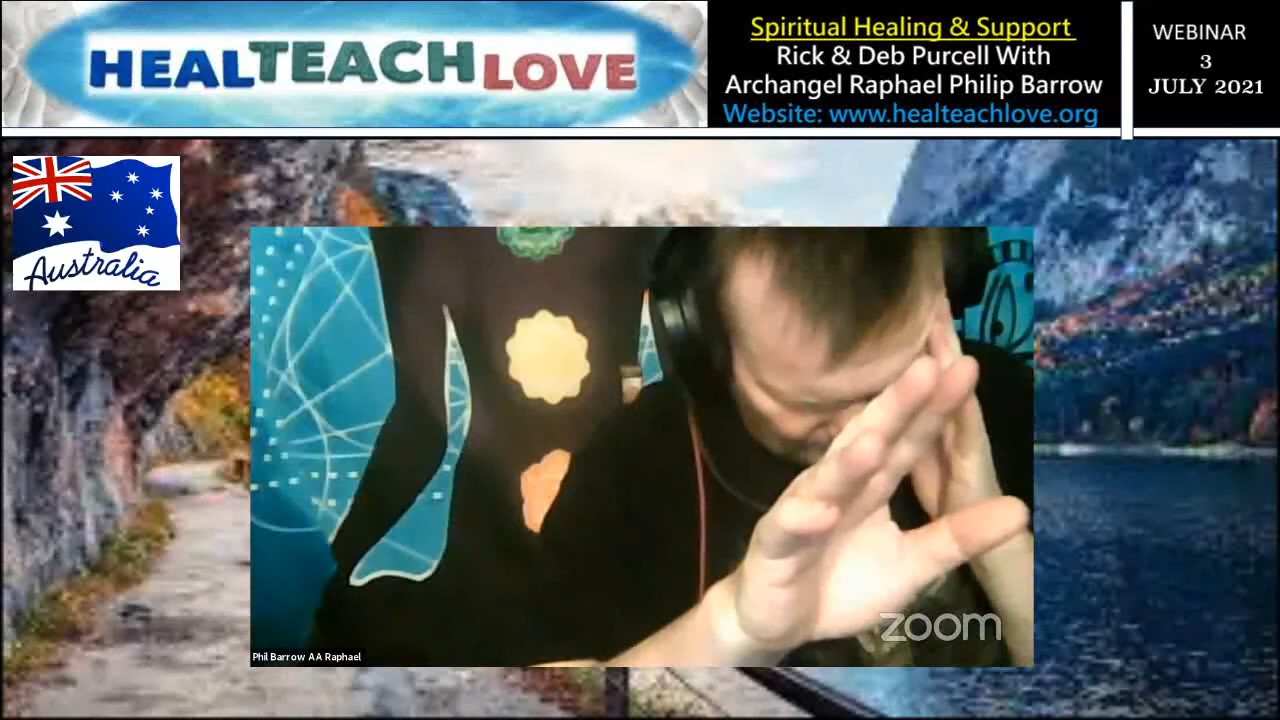 HEALTEACHLOVE
Spiritual Healing & Support
Rick & Deb Purcell With
Archangel Raphael Philip Barrow
Website: www.healteachlove.org
WEBINAR
3
JULY 2021
Australia
zoom
Phil Barrow AA Raphael